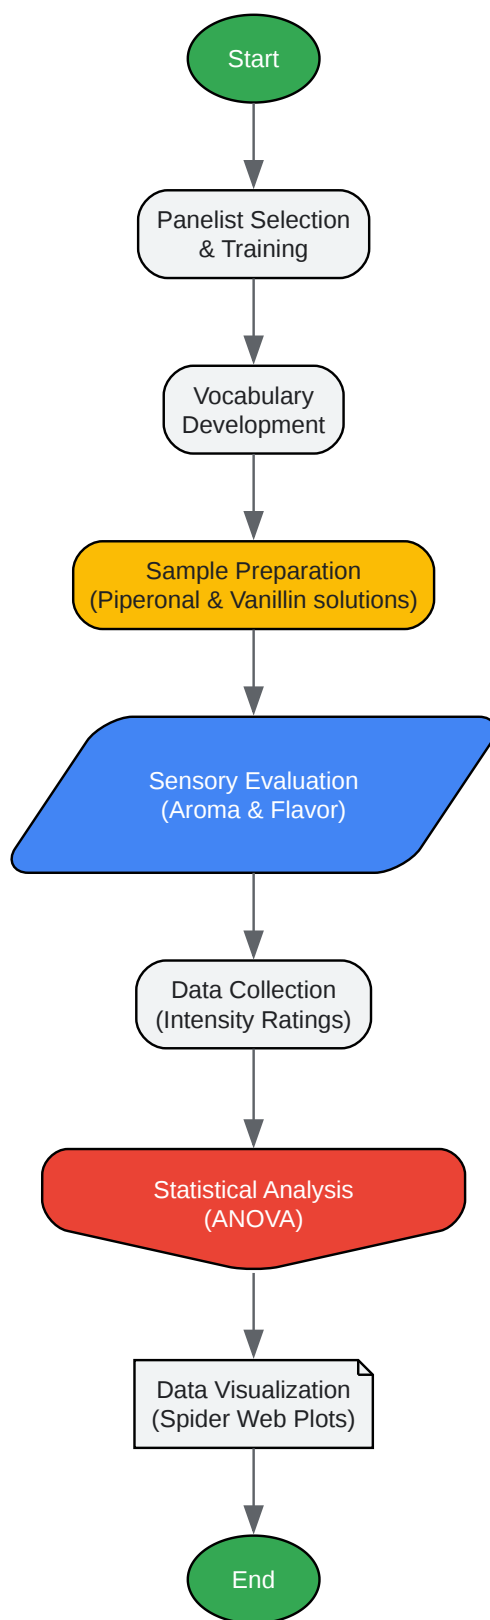 Start
Panelist Selection
& Training
Vocabulary
Development
Sample Preparation
(Piperonal & Vanillin solutions)
Sensory Evaluation
(Aroma & Flavor)
Data Collection
(Intensity Ratings)
Statistical Analysis
(ANOVA)
Data Visualization
(Spider Web Plots)
End